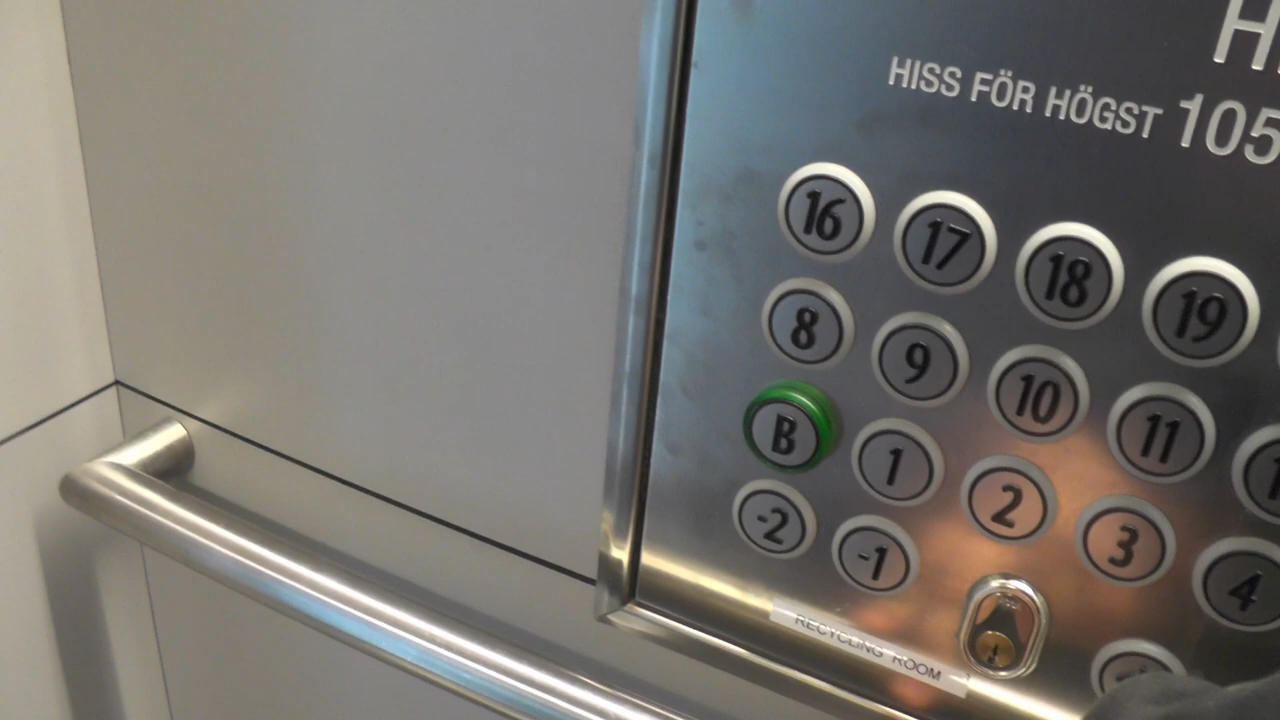 HISS FÖR HÖGST 105
16 17 18 19
8 9 10 11
B 1 2 3 4
-2 -1
RECYCLING ROOM